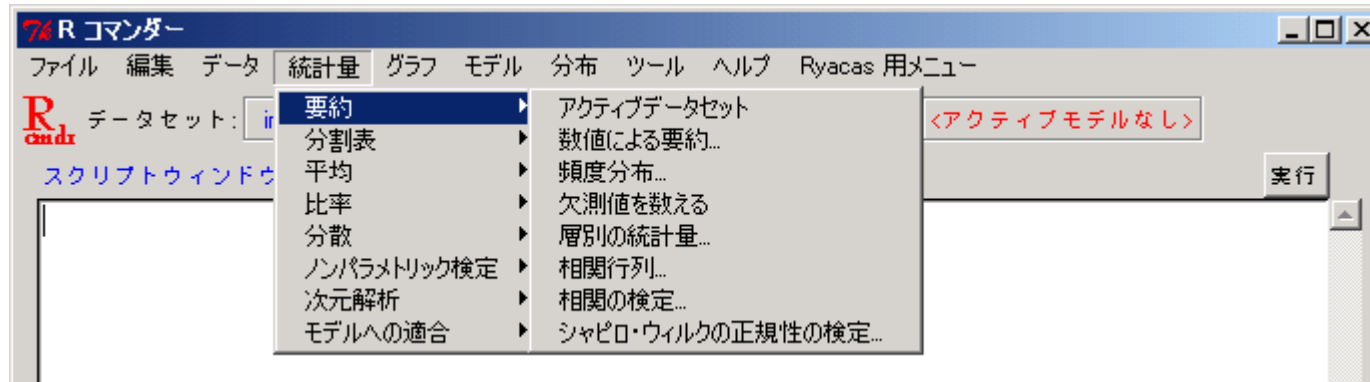 R コマンダー
ファイル 編集 データ 統計量 グラフ モデル 分布 ツール ヘルプ Ryacas 用メニュー
R cmdr データセット: <アクティブモデルなし>
スクリプトウィンドウ 実行
要約
分割表
平均
比率
分散
ノンパラメトリック検定
次元解析
モデルへの適合
アクティブデータセット
数値による要約...
頻度分布...
欠測値を数える
層別の統計量...
相関行列...
相関の検定...
シャピロ・ウィルクの正規性の検定...